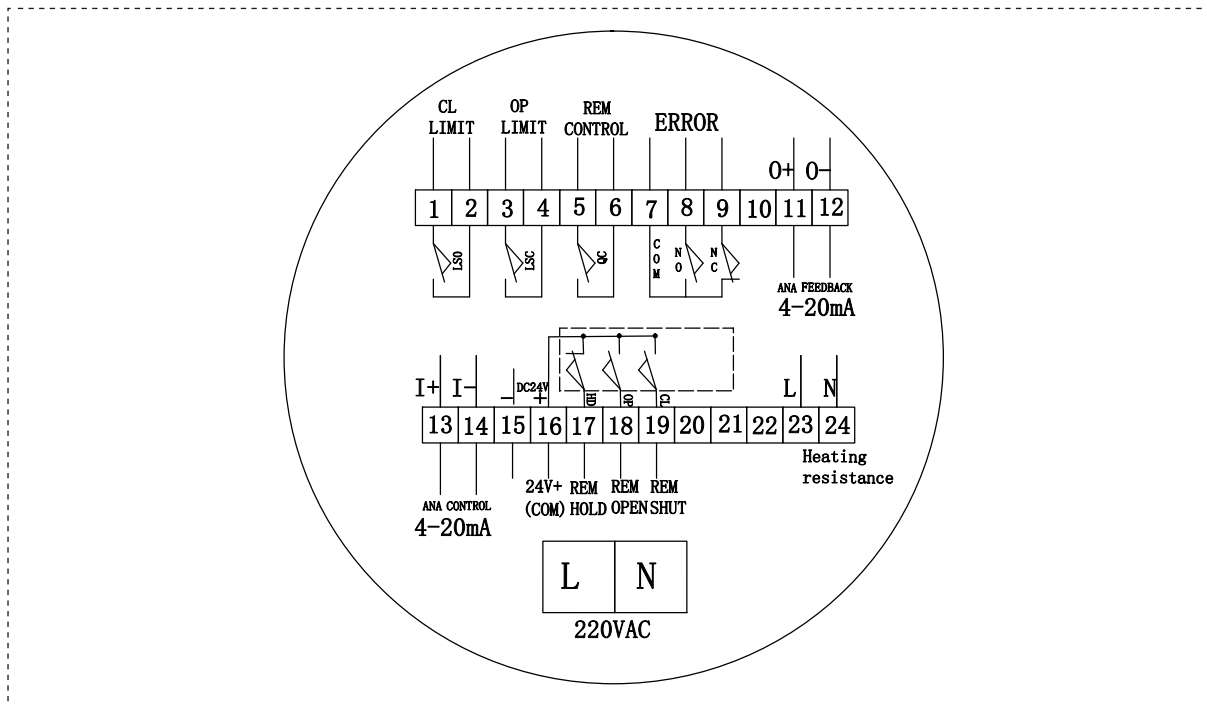 CL LIMIT
OP LIMIT
REM CONTROL
ERROR
O+ O-
1 2 3 4 5 6 7 8 9 10 11 12
LSO
LSC
QC
COM
NO
NC
ANA FEEDBACK
4-20mA
I+ I-
- DC24V +
HD
OP
CL
L N
13 14 15 16 17 18 19 20 21 22 23 24
Heating
resistance
24V+ (COM)
REM HOLD
REM OPEN
REM SHUT
ANA CONTROL
4-20mA
L N
220VAC